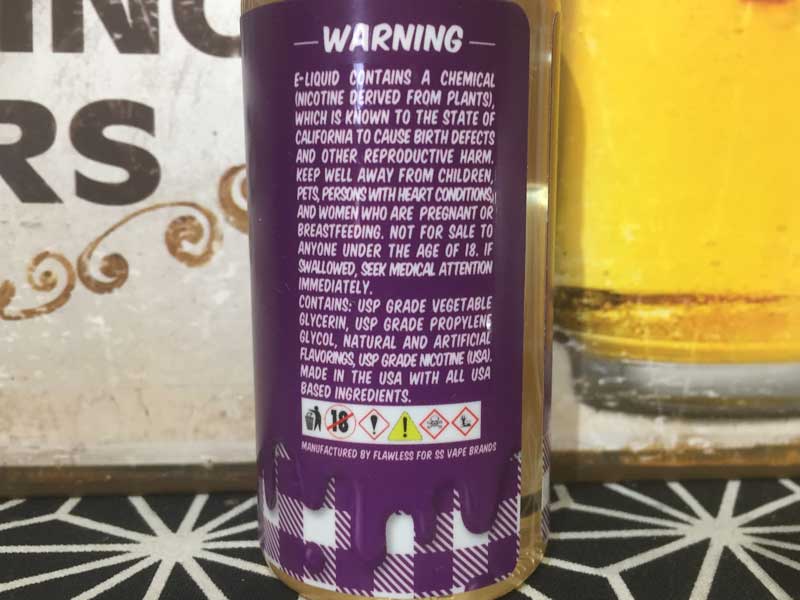 ING
RS
WARNING
E-LIQUID CONTAINS A CHEMICAL
(NICOTINE DERIVED FROM PLANTS),
WHICH IS KNOWN TO THE STATE OF
CALIFORNIA TO CAUSE BIRTH DEFECTS
AND OTHER REPRODUCTIVE HARM.
KEEP WELL AWAY FROM CHILDREN,
PETS, PERSONS WITH HEART CONDITIONS,
AND WOMEN WHO ARE PREGNANT OR
BREASTFEEDING. NOT FOR SALE TO
ANYONE UNDER THE AGE OF 18. IF
SWALLOWED, SEEK MEDICAL ATTENTION
IMMEDIATELY.
CONTAINS: USP GRADE VEGETABLE
GLYCERIN, USP GRADE PROPYLENE
GLYCOL, NATURAL AND ARTIFICIAL
FLAVORINGS, USP GRADE NICOTINE (USA).
MADE IN THE USA WITH ALL USA
BASED INGREDIENTS.
18
MANUFACTURED BY FLAWLESS FOR SS VAPE BRANDS